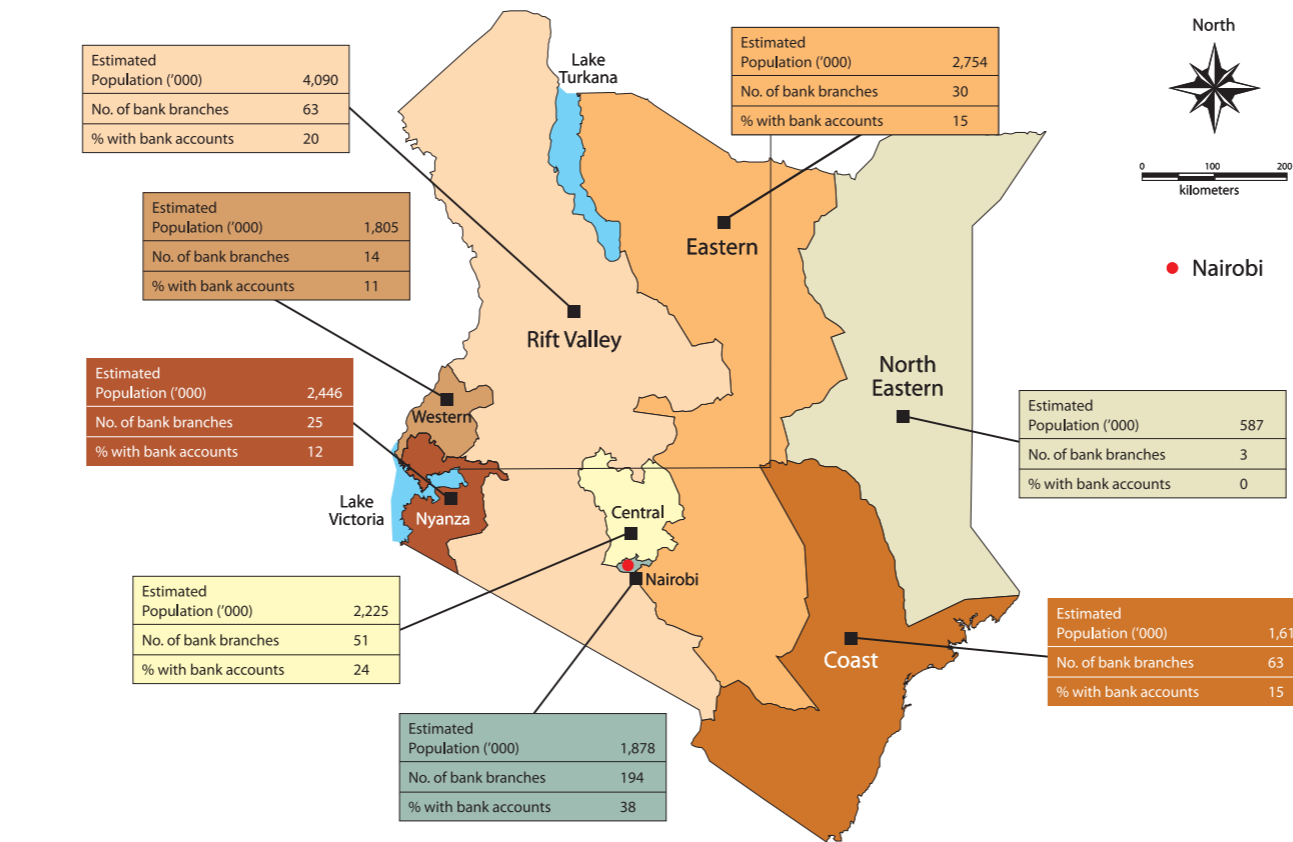 Estimated
Population ('000) 4,090
No. of bank branches 63
% with bank accounts 20
Lake
Turkana
Estimated
Population ('000) 2,754
No. of bank branches 30
% with bank accounts 15
North
0 100 200
kilometers
Nairobi
Estimated
Population ('000) 1,805
No. of bank branches 14
% with bank accounts 11
Eastern
Rift Valley
Estimated
Population ('000) 2,446
No. of bank branches 25
% with bank accounts 12
Western
North
Eastern
Estimated
Population ('000) 587
No. of bank branches 3
% with bank accounts 0
Lake
Victoria
Nyanza
Central
Nairobi
Estimated
Population ('000) 2,225
No. of bank branches 51
% with bank accounts 24
Coast
Estimated
Population ('000) 1,61
No. of bank branches 63
% with bank accounts 15
Estimated
Population ('000) 1,878
No. of bank branches 194
% with bank accounts 38